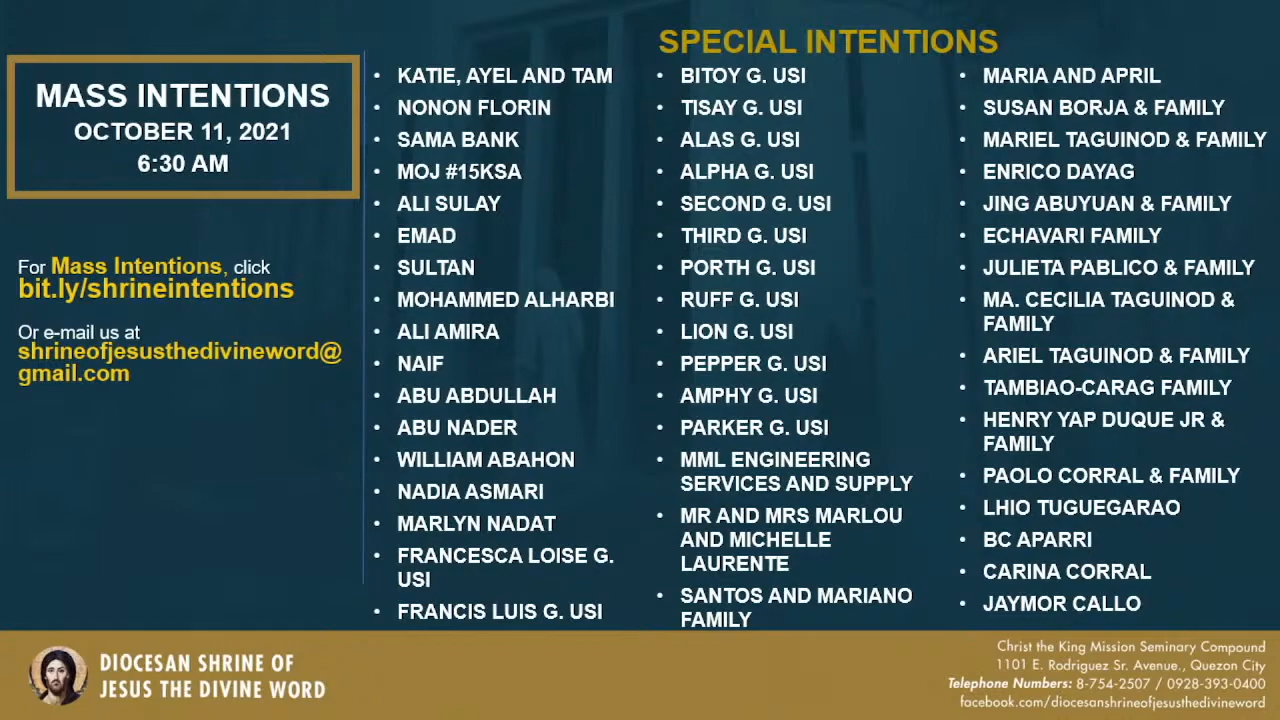 MASS INTENTIONS
OCTOBER 11, 2021
6:30 AM
For Mass Intentions, click
bit.ly/shrineintentions
Or e-mail us at
shrineofjesusthedivineword@
gmail.com
SPECIAL INTENTIONS
• KATIE, AYEL AND TAM
• NONON FLORIN
• SAMA BANK
• MOJ #15KSA
• ALI SULAY
• EMAD
• SULTAN
• MOHAMMED ALHARBI
• ALI AMIRA
• NAIF
• ABU ABDULLAH
• ABU NADER
• WILLIAM ABAHON
• NADIA ASMARI
• MARLYN NADAT
• FRANCESCA LOISE G.
USI
• FRANCIS LUIS G. USI
• BITOY G. USI
• TISAY G. USI
• ALAS G. USI
• ALPHA G. USI
• SECOND G. USI
• THIRD G. USI
• PORTH G. USI
• RUFF G. USI
• LION G. USI
• PEPPER G. USI
• AMPHY G. USI
• PARKER G. USI
• MML ENGINEERING
SERVICES AND SUPPLY
• MR AND MRS MARLOU
AND MICHELLE
LAURENTE
• SANTOS AND MARIANO
FAMILY
• MARIA AND APRIL
• SUSAN BORJA & FAMILY
• MARIEL TAGUINOD & FAMILY
• ENRICO DAYAG
• JING ABUYUAN & FAMILY
• ECHAVARI FAMILY
• JULIETA PABLICO & FAMILY
• MA. CECILIA TAGUINOD &
FAMILY
• ARIEL TAGUINOD & FAMILY
• TAMBIAO-CARAG FAMILY
• HENRY YAP DUQUE JR &
FAMILY
• PAOLO CORRAL & FAMILY
• LHIO TUGUEGARAO
• BC APARRI
• CARINA CORRAL
• JAYMOR CALLO
DIOCESAN SHRINE OF
JESUS THE DIVINE WORD
Christ the King Mission Seminary Compound
1101 E. Rodriguez Sr. Avenue., Quezon City
Telephone Numbers: 8-754-2507 / 0928-393-0400
facebook.com/diocesanshrineofjesusthedivineword